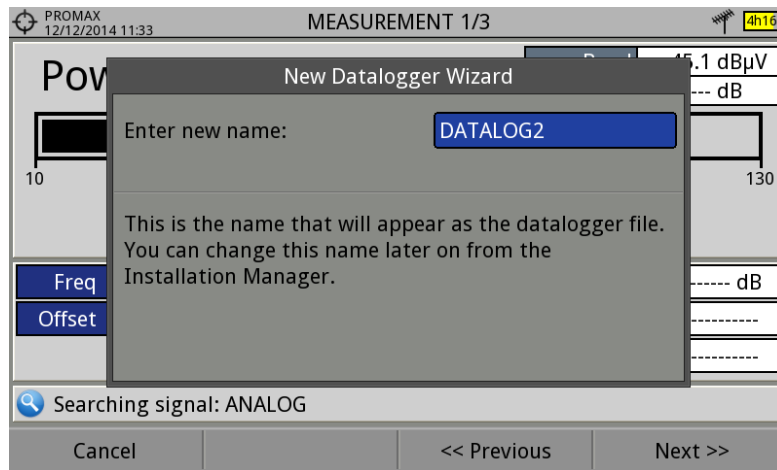 PROMAX
12/12/2014 11:33
MEASUREMENT 1/3
4h16
.1 dBµV
--- dB
New Datalogger Wizard
Enter new name:
DATALOG2
10
130
This is the name that will appear as the datalogger file.
You can change this name later on from the
Installation Manager.
Freq
------ dB
Offset
----------
----------
Searching signal: ANALOG
Cancel
<< Previous
Next >>